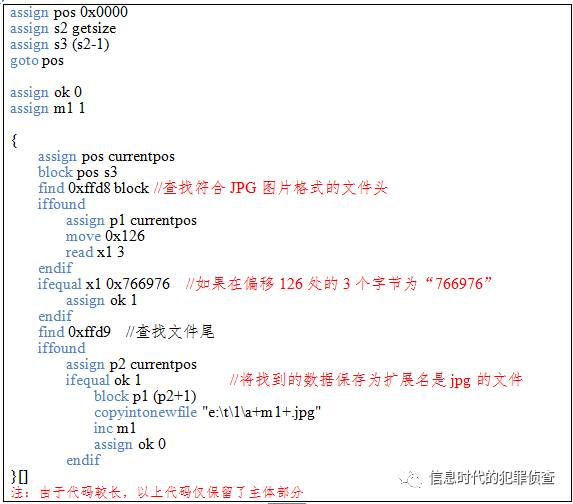 assign pos 0x0000
assign s2 getsize
assign s3 (s2-1)
goto pos
assign ok 0
assign m1 1
{
assign pos currentpos
block pos s3
find 0xffd8 block //查找符合 JPG 图片格式的文件头
iffound
assign p1 currentpos
move 0x126
read x1 3
endif
ifequal x1 0x766976 //如果在偏移 126 处的 3 个字节为“766976”
assign ok 1
endif
find 0xffd9 //查找文件尾
iffound
assign p2 currentpos
ifequal ok 1 //将找到的数据保存为扩展名是 jpg 的文件
block p1 (p2+1)
copyintonewfile "e:\t\1\a+m1+.jpg"
inc m1
assign ok 0
endif
}[]
注：由于代码较长，以上代码仅保留了主体部分
信息时代的犯罪侦查